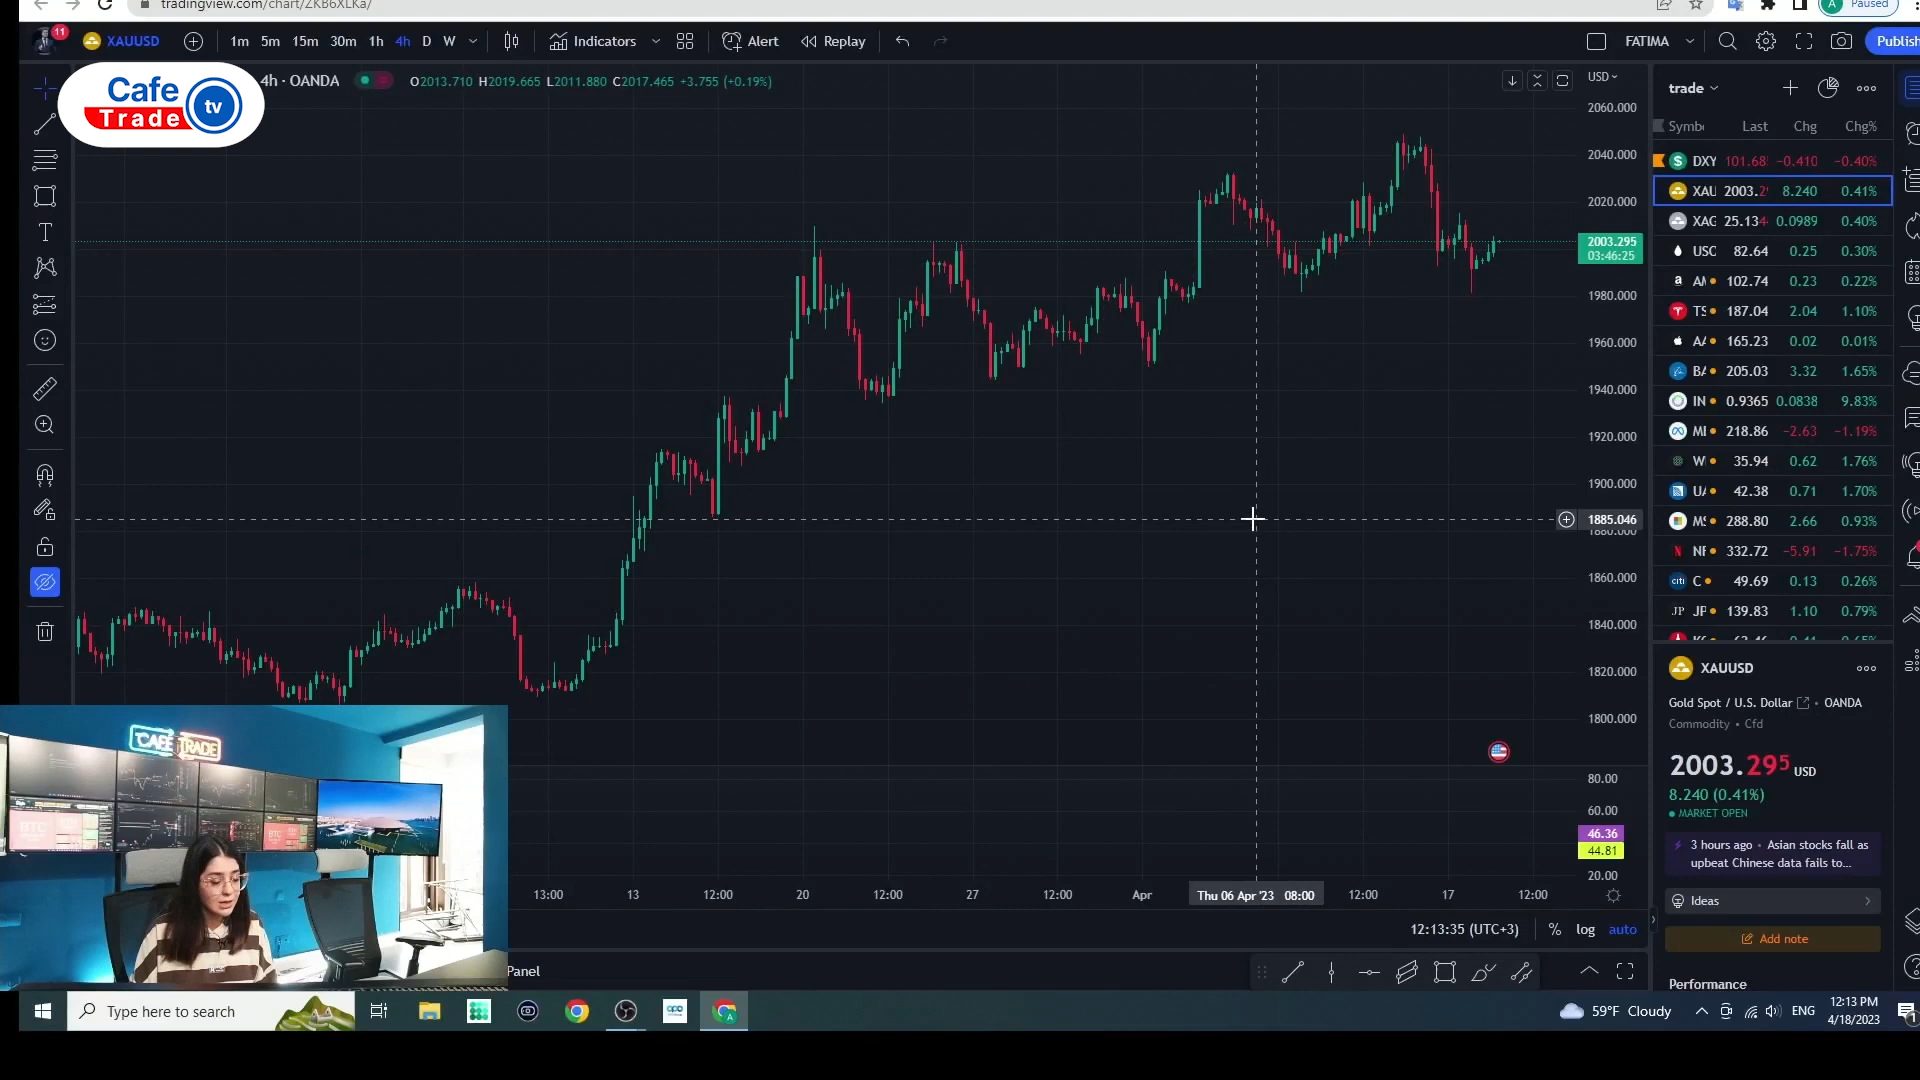 tradingview.com/chart/ZKB6XLKa/
Paused
11
XAUUSD
1m 5m 15m 30m 1h 4h D W
Indicators
Alert
Replay
FATIMA
Publish
Cafe
Trade
tv
4h · OANDA
O2013.710 H2019.665 L2011.880 C2017.465 +3.755 (+0.19%)
USD
2060.000
2040.000
2020.000
2003.295
03:46:25
1980.000
1960.000
1940.000
1920.000
1900.000
1885.046
1880.000
1860.000
1840.000
1820.000
1800.000
80.00
60.00
46.36
44.81
20.00
13:00 13 12:00 20 12:00 27 12:00 Apr Thu 06 Apr '23 08:00 12:00 17 12:00
12:13:35 (UTC+3) % log auto
Panel
trade
Last Chg Chg%
DXY −0.410 −0.40%
XAU 2003. 8.240 0.41%
XAG 25.13 0.0989 0.40%
82.64 0.25 0.30%
102.74 0.23 0.22%
187.04 2.04 1.10%
165.23 0.02 0.01%
205.03 3.32 1.65%
IN 0.9365 0.0838 9.83%
218.86 −2.63 −1.19%
35.94 0.62 1.76%
42.38 0.71 1.70%
288.80 2.66 0.93%
332.72 −5.91 −1.75%
citi C 49.69 0.13 0.26%
JP 139.83 1.10 0.79%
XAUUSD
Gold Spot / U.S. Dollar · OANDA
Commodity · Cfd
2003.295 USD
8.240 (0.41%)
MARKET OPEN
3 hours ago · Asian stocks fall as
upbeat Chinese data fails to...
Ideas
Add note
Performance
CAFE TRADE
BTC
BTC
Type here to search
59°F Cloudy
ENG
12:13 PM
4/18/2023